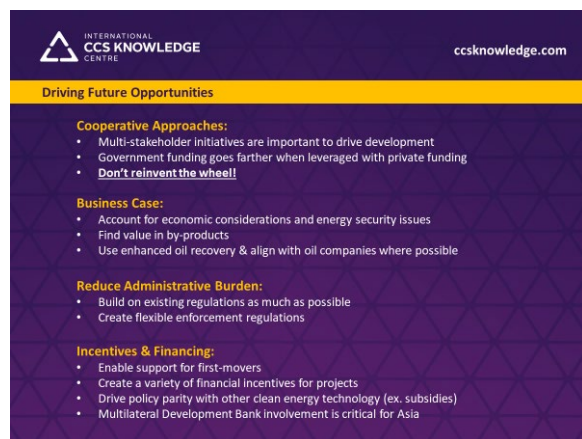 INTERNATIONAL
CCS KNOWLEDGE
CENTRE
ccsknowledge.com
Driving Future Opportunities
Cooperative Approaches:
• Multi-stakeholder initiatives are important to drive development
• Government funding goes farther when leveraged with private funding
• Don't reinvent the wheel!
Business Case:
• Account for economic considerations and energy security issues
• Find value in by-products
• Use enhanced oil recovery & align with oil companies where possible
Reduce Administrative Burden:
• Build on existing regulations as much as possible
• Create flexible enforcement regulations
Incentives & Financing:
• Enable support for first-movers
• Create a variety of financial incentives for projects
• Drive policy parity with other clean energy technology (ex. subsidies)
• Multilateral Development Bank involvement is critical for Asia